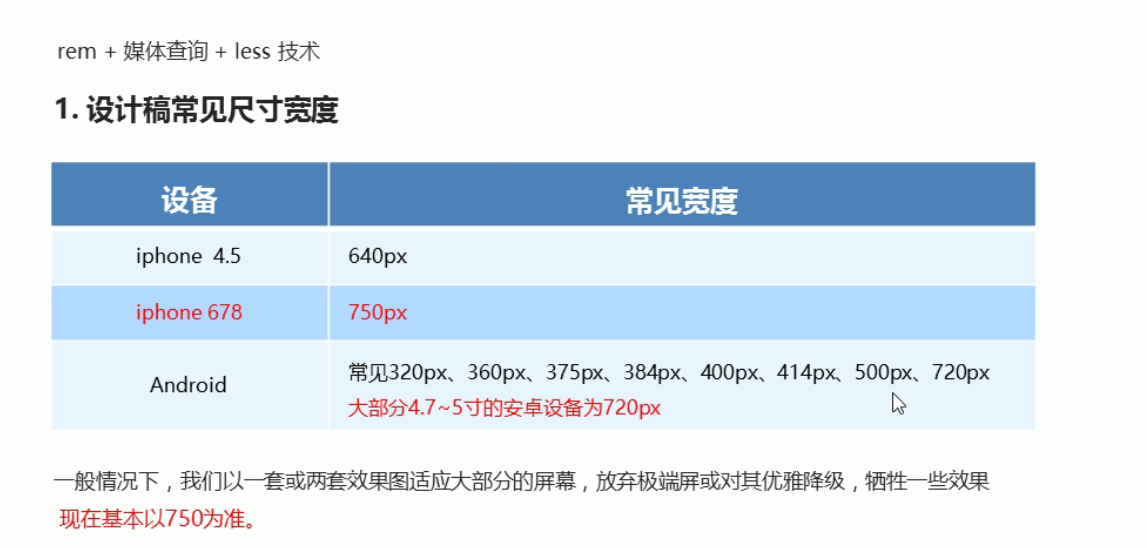 rem + 媒体查询 + less 技术
1. 设计稿常见尺寸宽度
设备 常见宽度
iphone 4.5 640px
iphone 678 750px
Android 常见320px、360px、375px、384px、400px、414px、500px、720px
大部分4.7~5寸的安卓设备为720px
一般情况下，我们以一套或两套效果图适应大部分的屏幕，放弃极端屏或对其优雅降级，牺牲一些效果
现在基本以750为准。